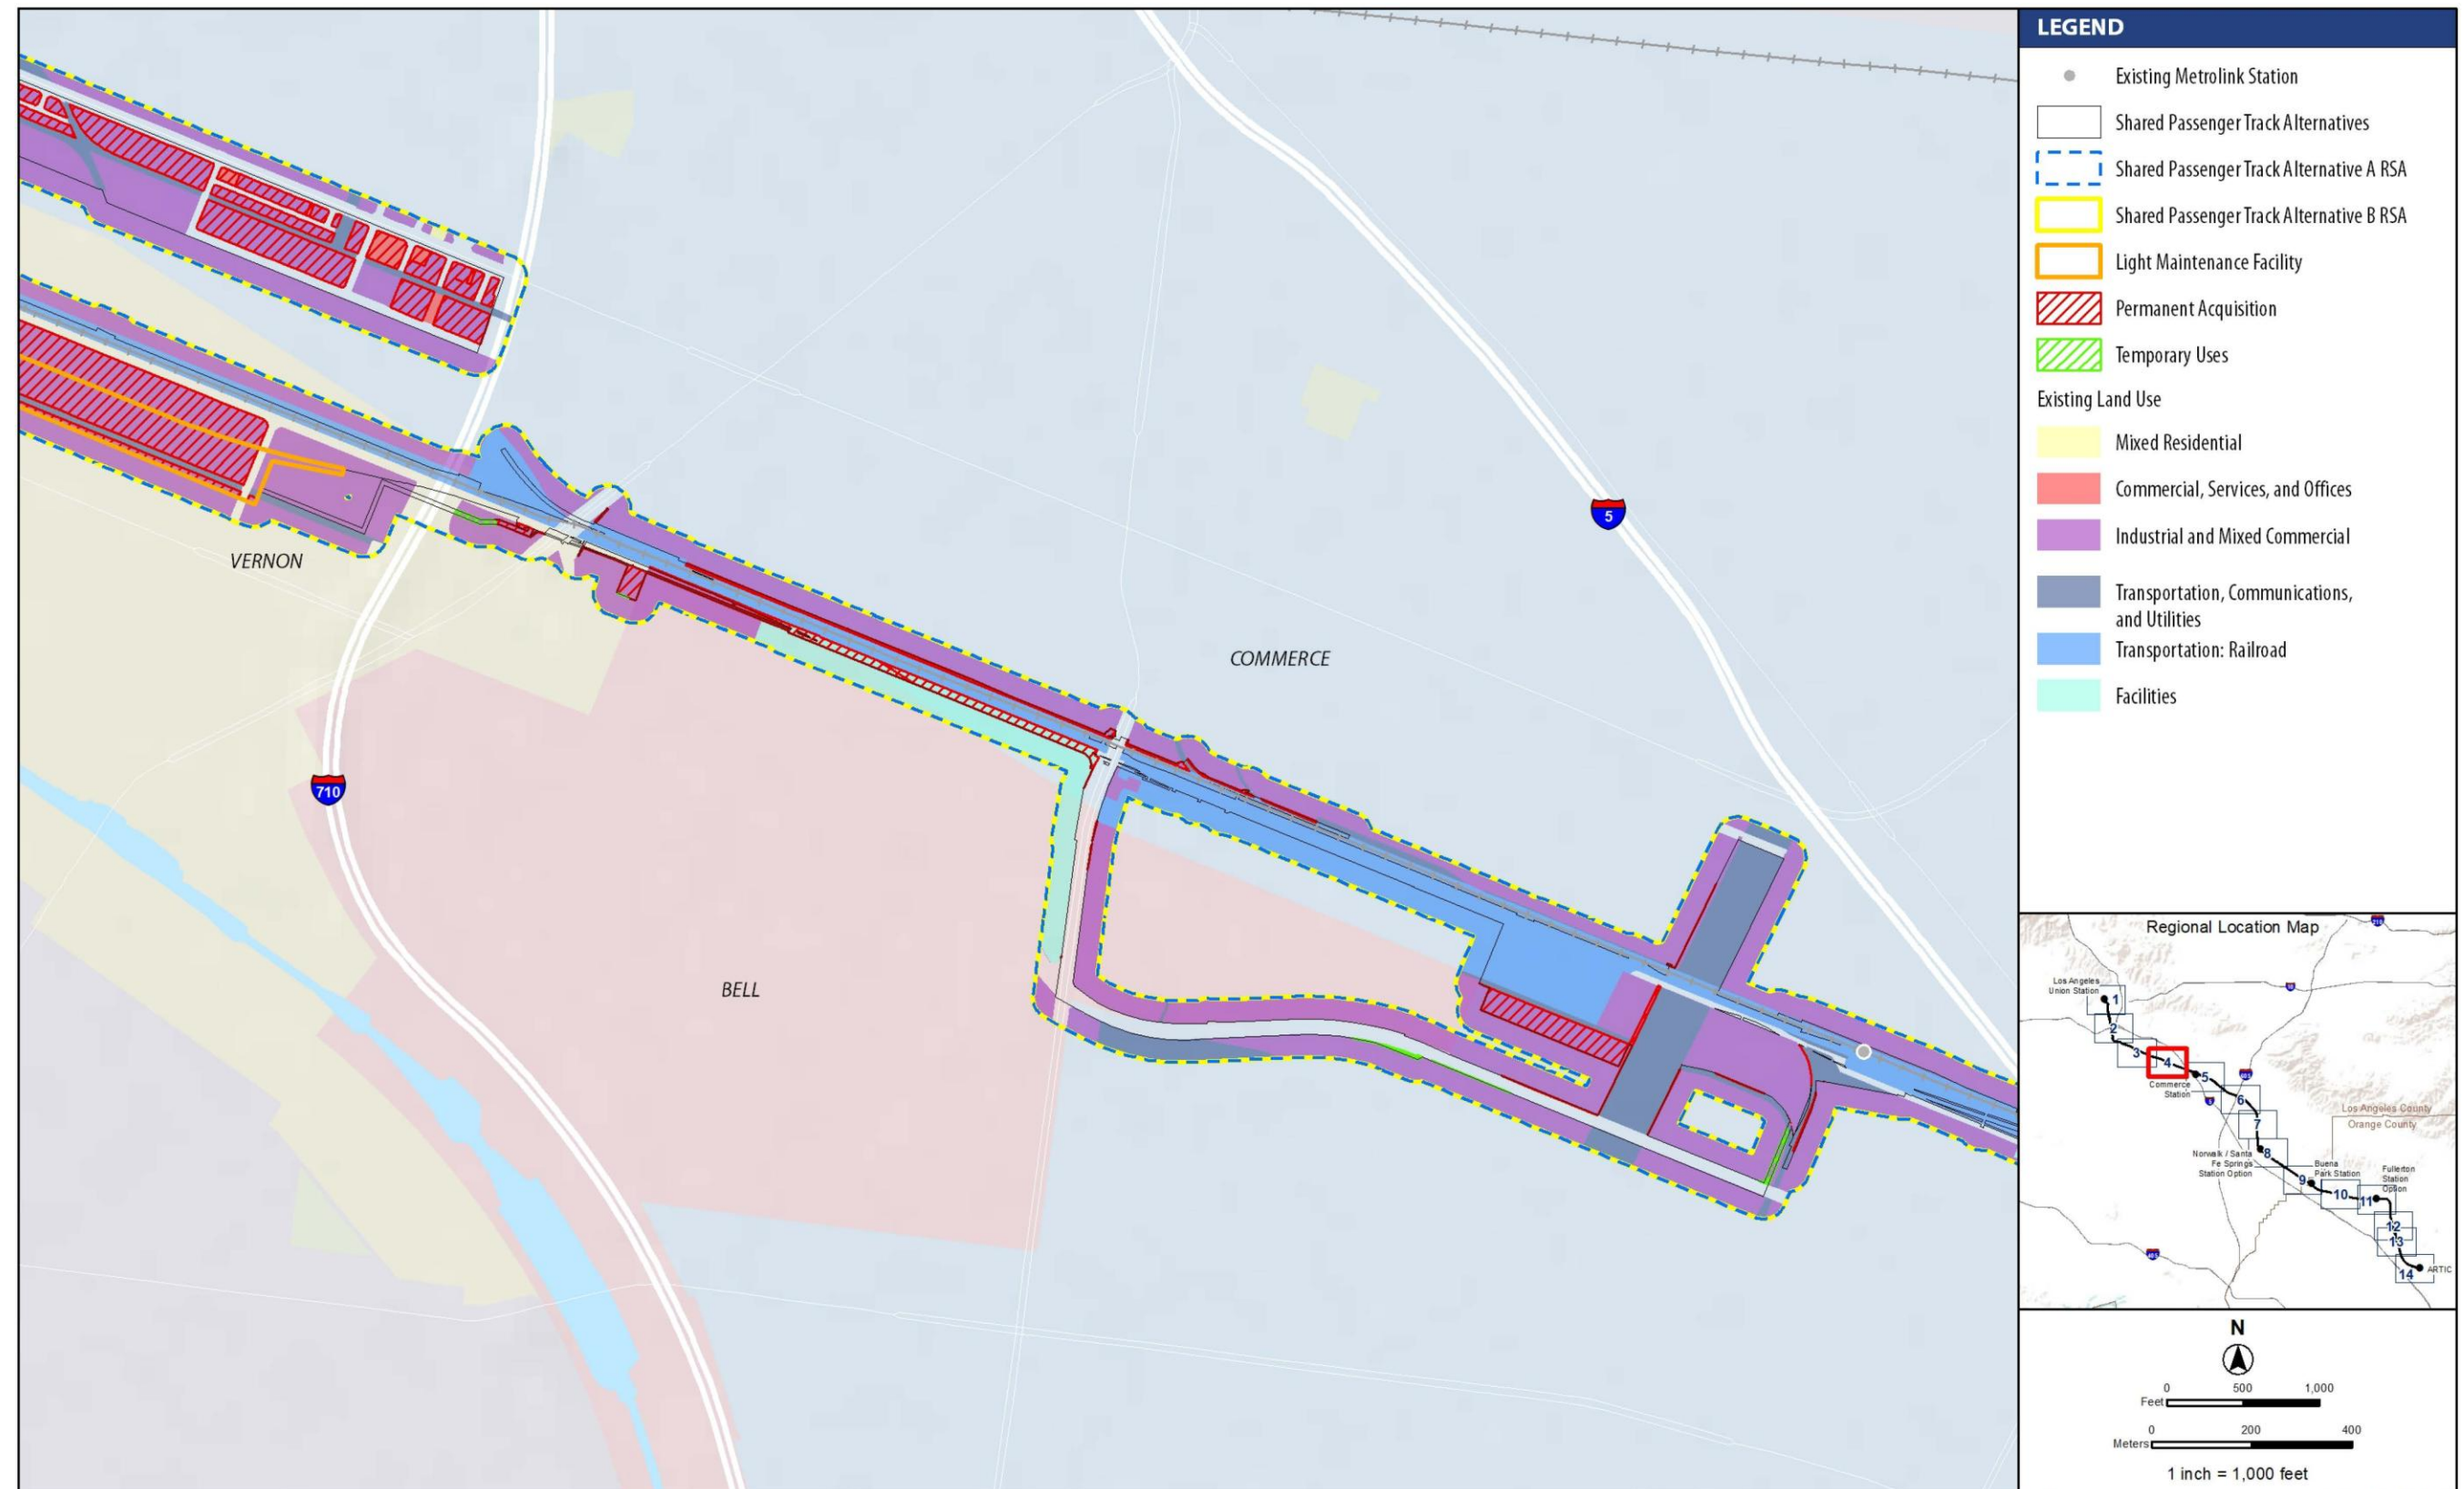 LEGEND
Existing Metrolink Station
Shared Passenger Track Alternatives
Shared Passenger Track Alternative A RSA
Shared Passenger Track Alternative B RSA
Light Maintenance Facility
Permanent Acquisition
Temporary Uses
Existing Land Use
Mixed Residential
Commercial, Services, and Offices
Industrial and Mixed Commercial
Transportation, Communications,
and Utilities
Transportation: Railroad
Facilities
VERNON
COMMERCE
BELL
5
710
Regional Location Map
Los Angeles
Union Station
1
2
3
4
Commerce
Station
5
6
Los Angeles County
Orange County
7
Norwalk / Santa
Fe Springs
Station Option
8
Buena
Park Station
Fullerton
Station
Option
9
10
11
12
13
14
ARTIC
N
0 500 1,000
Feet
0 200 400
Meters
1 inch = 1,000 feet